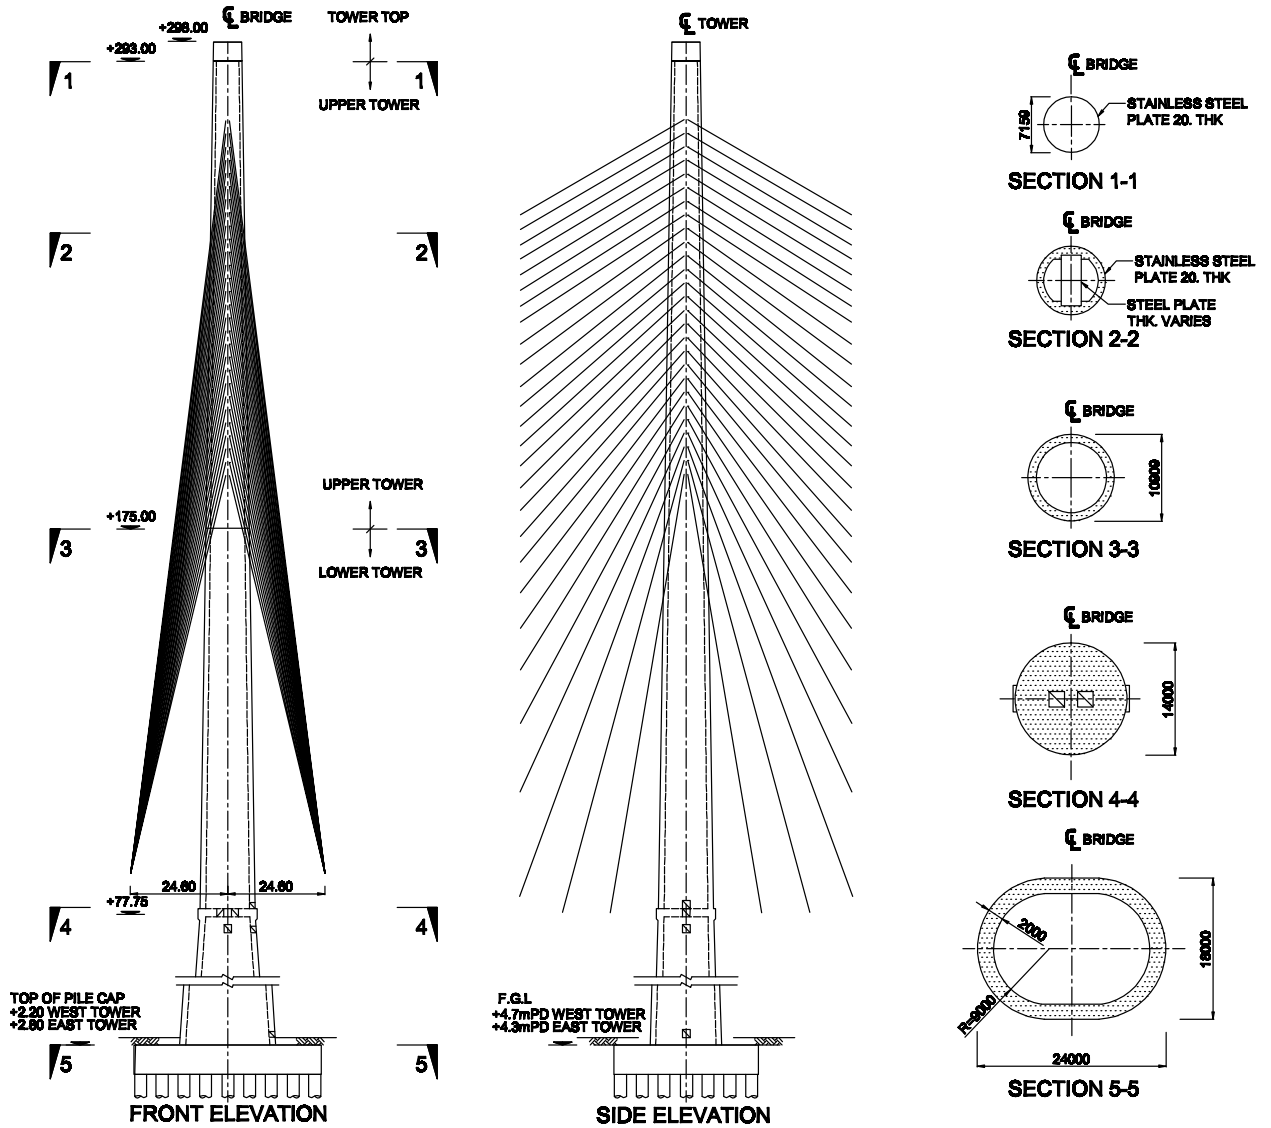 ℄ BRIDGE
TOWER TOP
+298.00
+293.00
1
1
UPPER TOWER
2
2
UPPER TOWER
+175.00
3
3
LOWER TOWER
24.60
24.60
+77.75
4
4
TOP OF PILE CAP
+2.20 WEST TOWER
+2.80 EAST TOWER
5
5
FRONT ELEVATION
℄ TOWER
F.G.L
+4.7mPD WEST TOWER
+4.3mPD EAST TOWER
SIDE ELEVATION
℄ BRIDGE
7159
STAINLESS STEEL
PLATE 20. THK
SECTION 1-1
℄ BRIDGE
STAINLESS STEEL
PLATE 20. THK
STEEL PLATE
THK. VARIES
SECTION 2-2
℄ BRIDGE
10909
SECTION 3-3
℄ BRIDGE
14000
SECTION 4-4
℄ BRIDGE
2000
R=9000
18000
24000
SECTION 5-5